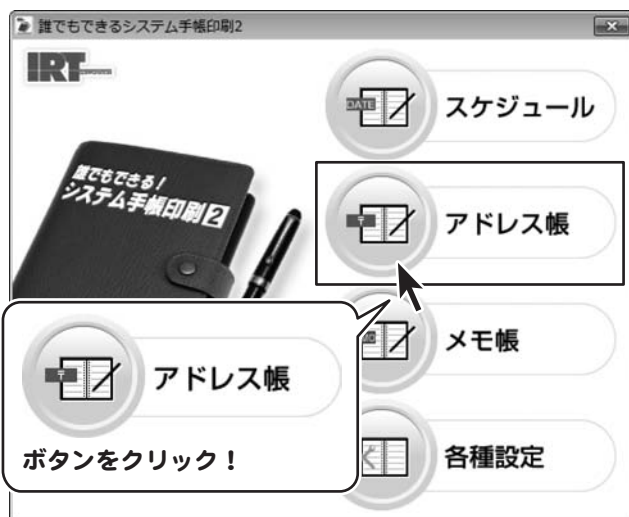 誰でもできるシステム手帳印刷2
IRT
DATE
スケジュール
誰でもできる!
システム手帳印刷2
〒
アドレス帳
メモ帳
〒
アドレス帳
ボタンをクリック!
各種設定